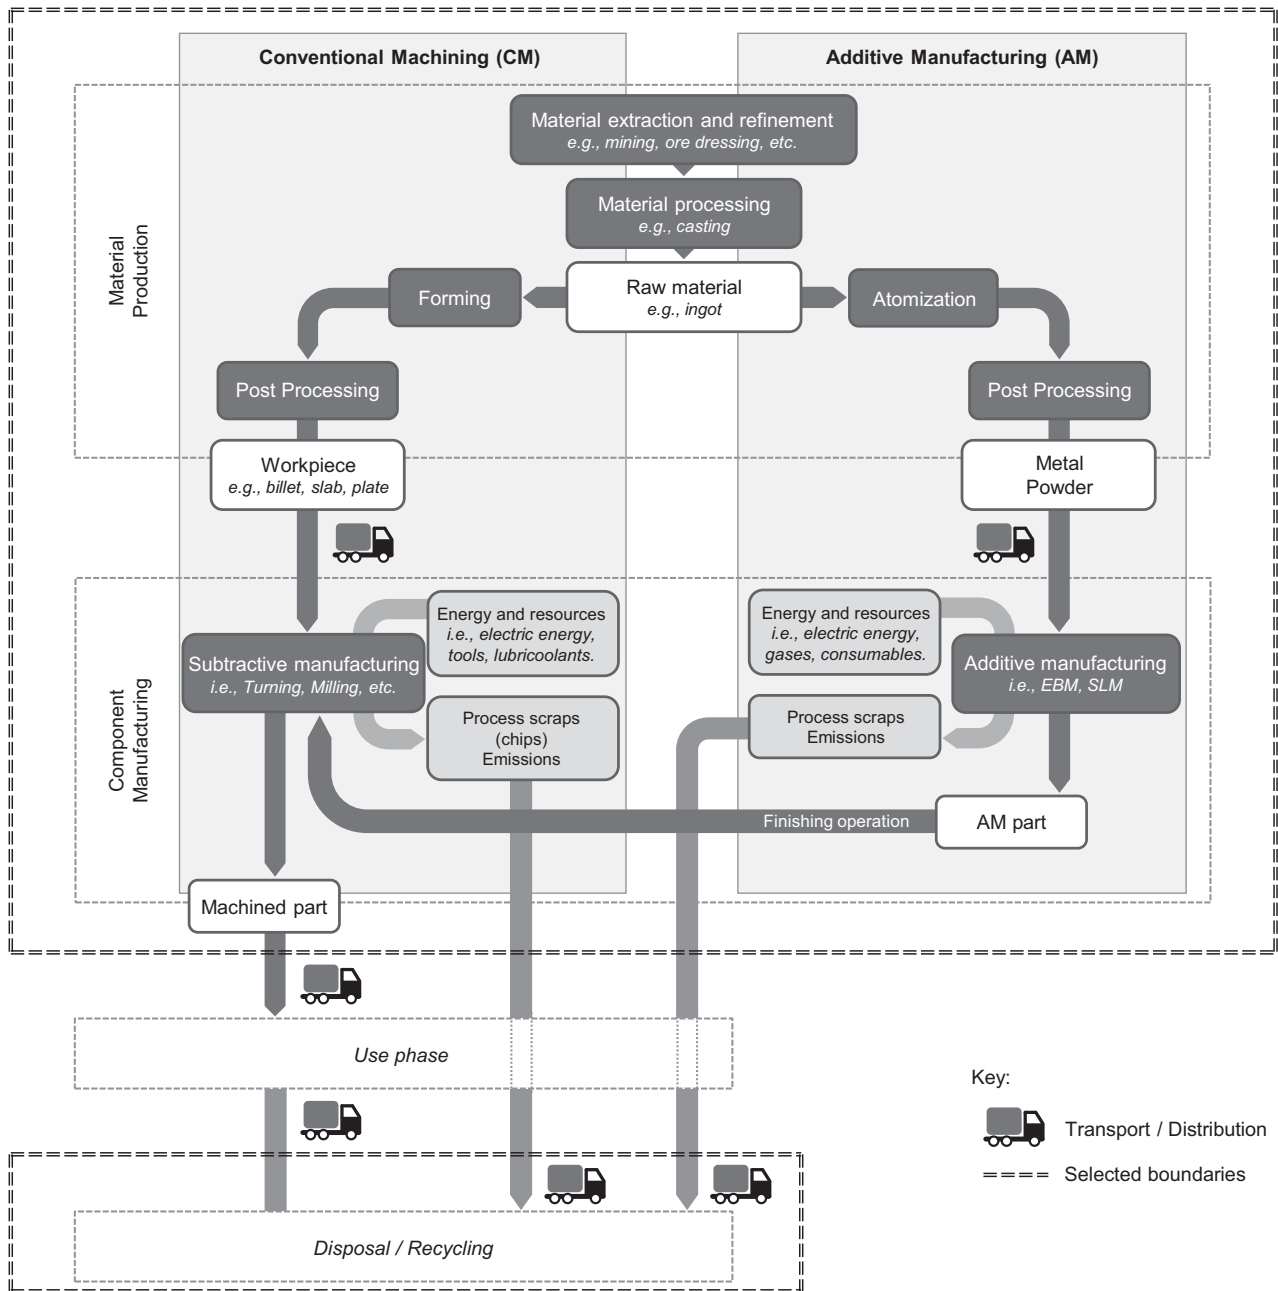 Conventional Machining (CM)
Additive Manufacturing (AM)
Material extraction and refinement
e.g., mining, ore dressing, etc.
Material processing
e.g., casting
Material
Production
Forming
Raw material
e.g., ingot
Atomization
Post Processing
Post Processing
Workpiece
e.g., billet, slab, plate
Metal
Powder
Component
Manufacturing
Energy and resources
i.e., electric energy,
tools, lubricoolants.
Energy and resources
i.e., electric energy,
gases, consumables.
Subtractive manufacturing
i.e., Turning, Milling, etc.
Additive manufacturing
i.e., EBM, SLM
Process scraps
(chips)
Emissions
Process scraps
Emissions
Finishing operation
AM part
Machined part
Use phase
Key:
Transport / Distribution
Selected boundaries
Disposal / Recycling